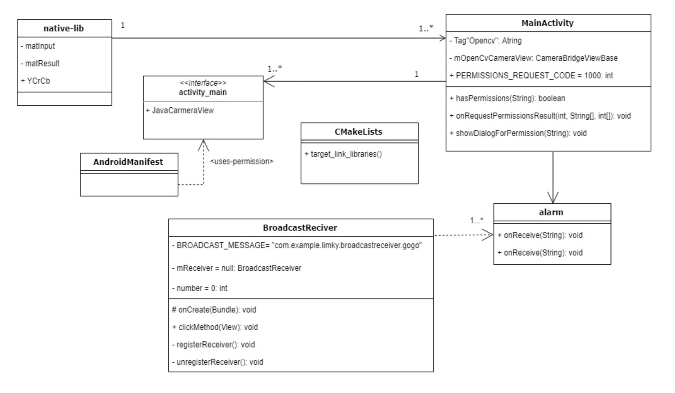 native-lib
- matInput
- matResult
+ YCrCb
1
1..*
MainActivity
- Tag"Opencv": Atring
- mOpenCvCameraView: CameraBridgeViewBase
+ PERMISSIONS_REQUEST_CODE = 1000: int
+ hasPermissions(String): boolean
+ onRequestPermissionsResult(int, String[], int[]): void
+ showDialogForPermission(String): void
1..*
1
<<Interface>>
activity_main
+ JavaCarmeraView
CMakeLists
+ target_link_libraries()
AndroidManifest
<uses-permission>
alarm
+ onReceive(String): void
+ onReceive(String): void
1..*
BroadcastReciver
- BROADCAST_MESSAGE= "com.example.limky.broadcastreceiver.gogo"
- mReceiver = null: BroadcastReceiver
- number = 0: int
# onCreate(Bundle): void
+ clickMethod(View): void
- registerReceiver(): void
- unregisterReceiver(): void